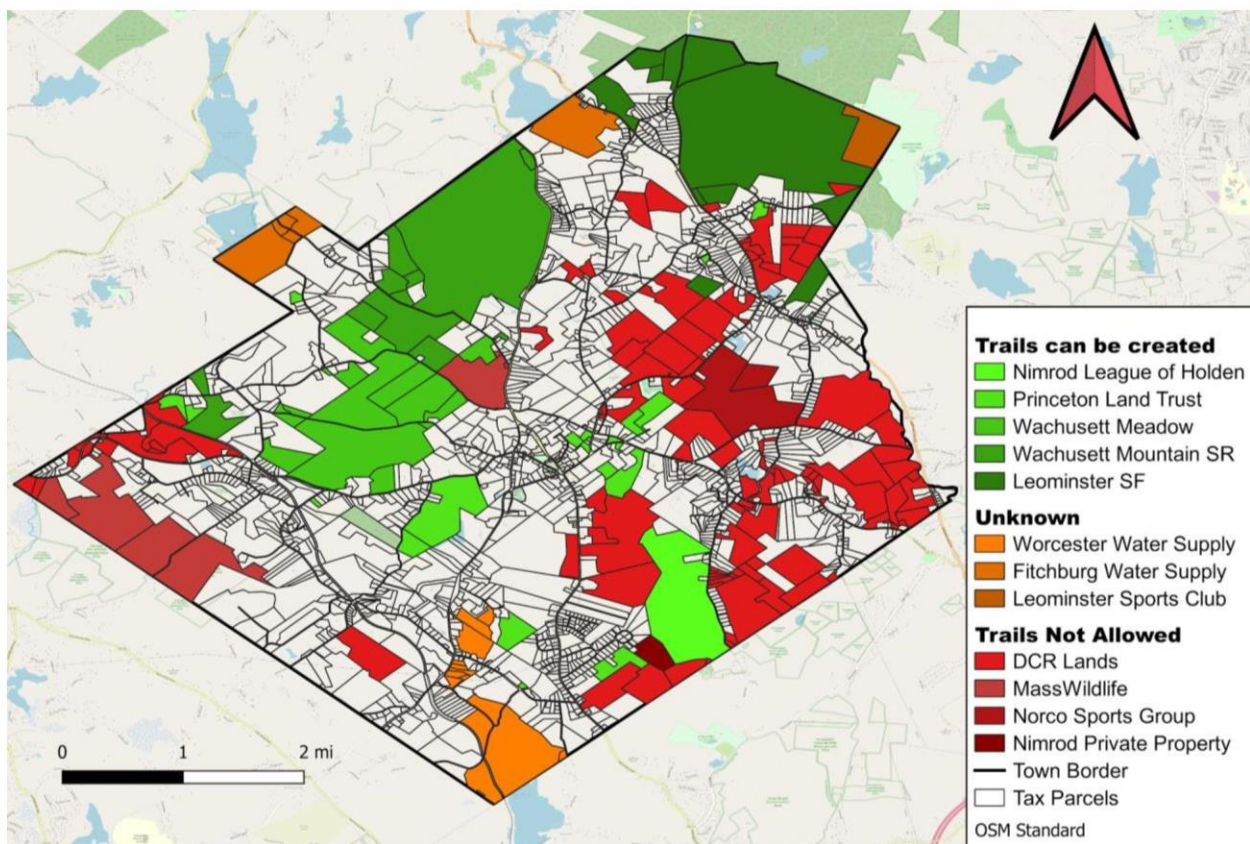 Trails can be created
Nimrod League of Holden
Princeton Land Trust
Wachusett Meadow
Wachusett Mountain SR
Leominster SF
Unknown
Worcester Water Supply
Fitchburg Water Supply
Leominster Sports Club
Trails Not Allowed
DCR Lands
MassWildlife
Norco Sports Group
Nimrod Private Property
Town Border
Tax Parcels
OSM Standard
0 1 2 mi